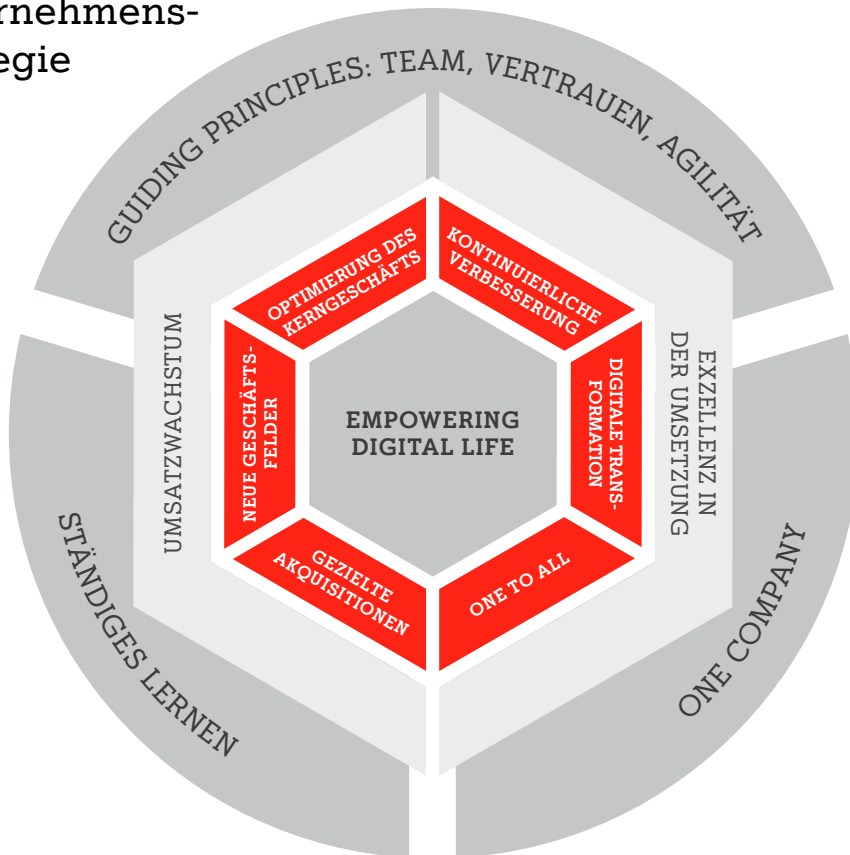 rnehmens-
egie
GUIDING PRINCIPLES: TEAM, VERTRAUEN, AGILITÄT
OPTIMIERUNG DES
KERNGESCHÄFTS
KONTINUIERLICHE
VERBESSERUNG
UMSATZWACHSTUM
NEUE GESCHÄFTS-
FELDER
EMPOWERING
DIGITAL LIFE
DIGITALE TRANS-
FORMATION
EXZELLENZ IN
DER UMSETZUNG
GEZIELTE
AKQUISITIONEN
ONE TO ALL
STÄNDIGES LERNEN
ONE COMPANY